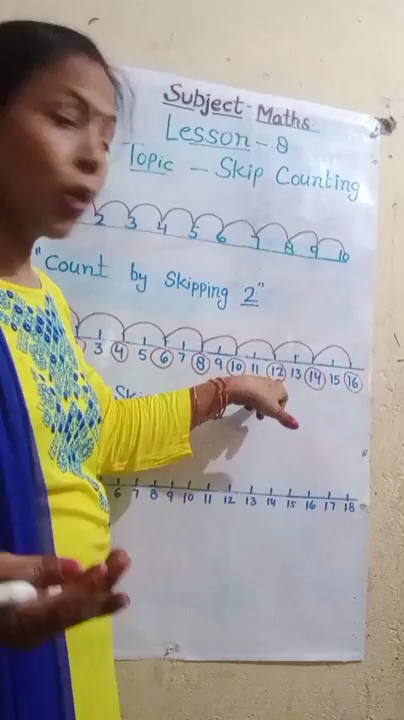 Subject- Maths
Lesson - 8
Topic - Skip Counting
2 3 4 5 6 7 8 9 10
"Count by Skipping 2"
3 4 5 6 7 8 9 10 11 12 13 14 15 16
6 7 8 9 10 11 12 13 14 15 16 17 18